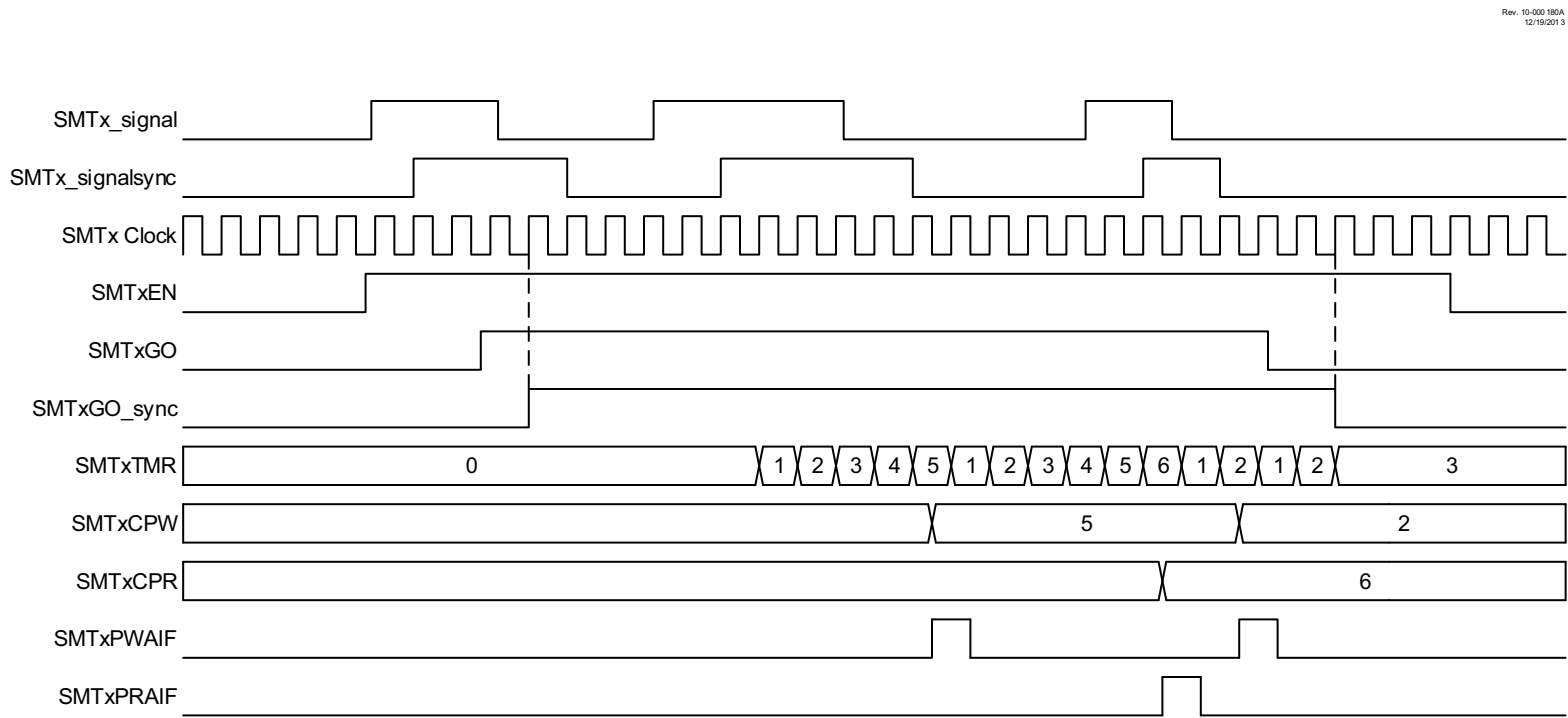 Rev. 10-000 180A
12/19/201 3
SMTx_signal
SMTx_signalsync
SMTx Clock
SMTxEN
SMTxGO
SMTxGO_sync
SMTxTMR 0 1 2 3 4 5 1 2 3 4 5 6 1 2 1 2 3
SMTxCPW 5 2
SMTxCPR 6
SMTxPWAIF
SMTxPRAIF